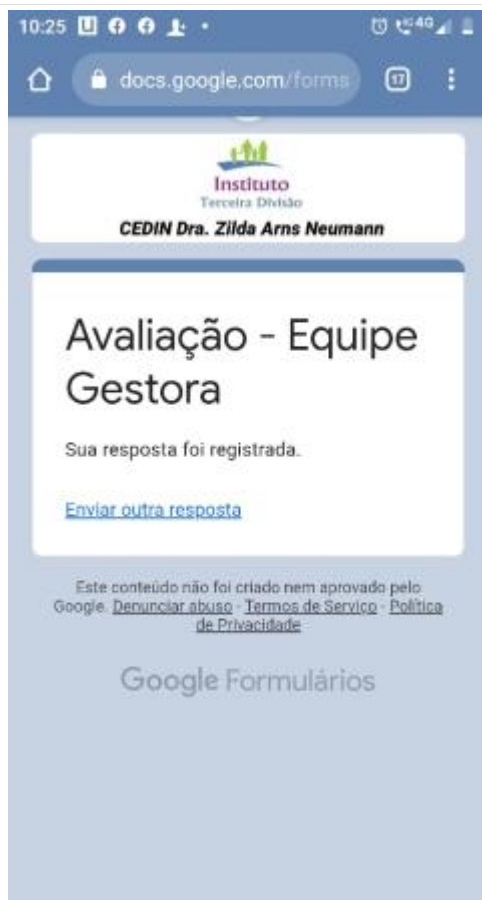 10:25
4G
docs.google.com/forms
17
Instituto
Terceira Divisão
CEDIN Dra. Zilda Arns Neumann
Avaliação - Equipe
Gestora
Sua resposta foi registrada.
Enviar outra resposta
Este conteúdo não foi criado nem aprovado pelo
Google. Denunciar abuso - Termos de Serviço - Política
de Privacidade
Google Formulários